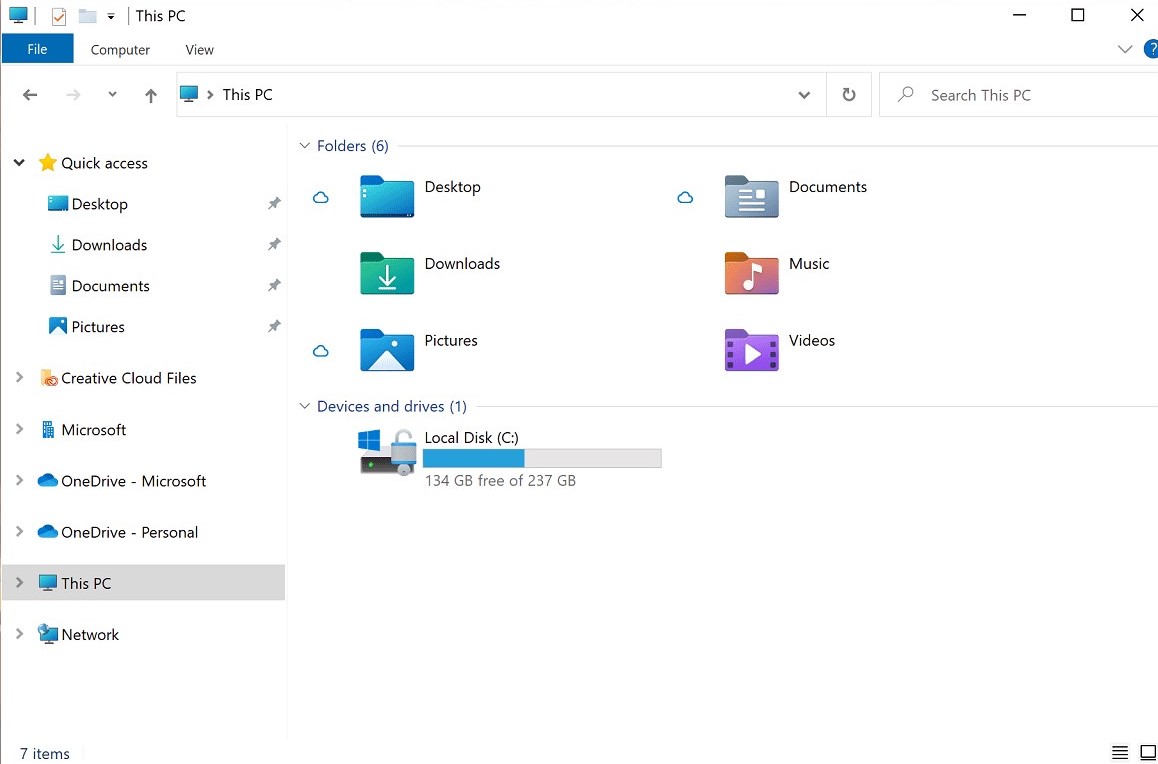 This PC
File Computer View ?
This PC
Search This PC
Quick access
Desktop
Downloads
Documents
Pictures
Creative Cloud Files
Microsoft
OneDrive - Microsoft
OneDrive - Personal
This PC
Network
Folders (6)
Desktop
Documents
Downloads
Music
Pictures
Videos
Devices and drives (1)
Local Disk (C:)
134 GB free of 237 GB
7 items